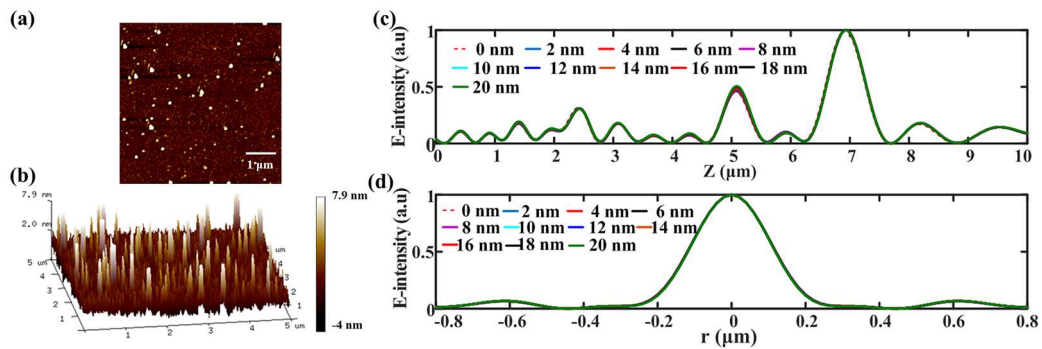 (a)
1 μm
(b)
7.9 nm
2.0 nm
5 um
4
3
2
1
1
2
3
4
5 um
um
4
3
2
1
7.9 nm
-4 nm
(c)
E-intensity (a.u)
1
0.5
0
0 nm 2 nm 4 nm 6 nm 8 nm
10 nm 12 nm 14 nm 16 nm 18 nm
20 nm
0 1 2 3 4 5 6 7 8 9 10
Z (μm)
(d)
E-intensity (a.u)
1
0.5
0
0 nm 2 nm 4 nm 6 nm
8 nm 10 nm 12 nm 14 nm
16 nm 18 nm 20 nm
-0.8 -0.6 -0.4 -0.2 0 0.2 0.4 0.6 0.8
r (μm)